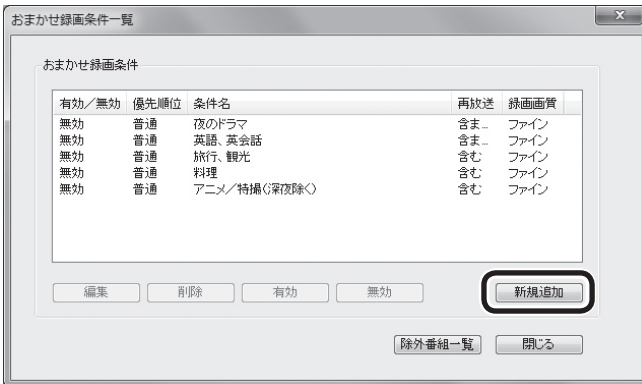 おまかせ録画条件一覧
おまかせ録画条件
有効／無効 優先順位 条件名 再放送 録画画質
無効 普通 夜のドラマ 含ま... ファイン
無効 普通 英語、英会話 含ま... ファイン
無効 普通 旅行、観光 含む ファイン
無効 普通 料理 含む ファイン
無効 普通 アニメ／特撮(深夜除く) 含む ファイン
編集 削除 有効 無効 新規追加
除外番組一覧 閉じる